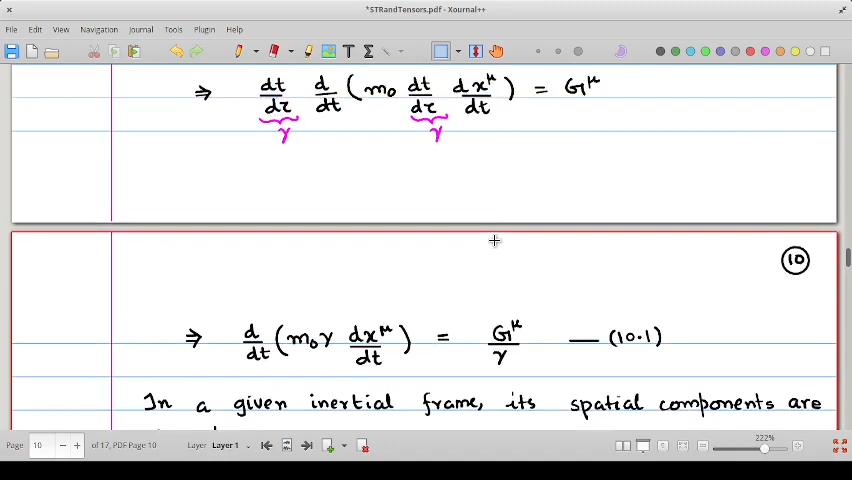 *STRandTensors.pdf - Xournal++
File Edit View Navigation Journal Tools Plugin Help
⇒ dt/dτ d/dt (m₀ dt/dτ dx^μ/dt) = G^μ
γ γ
10
⇒ d/dt (m₀γ dx^μ/dt) = G^μ/γ — (10.1)
In a given inertial frame, its spatial components are
Page 10 of 17, PDF Page 10 Layer Layer 1 222%